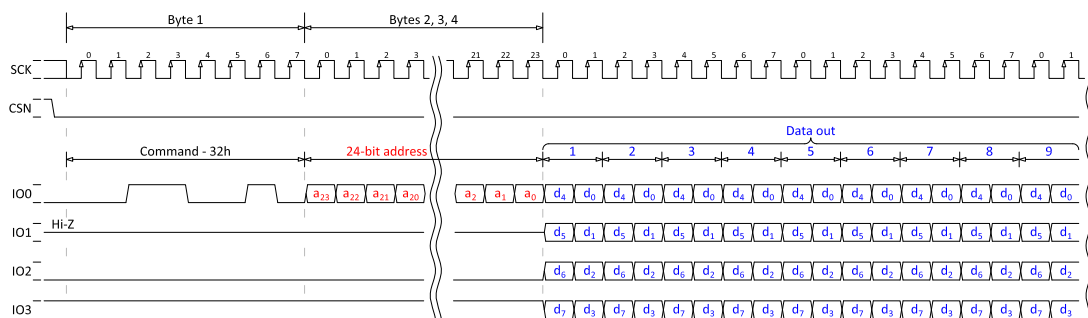 Byte 1 Bytes 2, 3, 4
0 1 2 3 4 5 6 7 0 1 2 3 21 22 23 0 1 2 3 4 5 6 7 0 1 2 3 4 5 6 7 0 1
SCK
CSN
Data out
Command - 32h 24-bit address 1 2 3 4 5 6 7 8 9
IO0 a23 a22 a21 a20 a2 a1 a0 d4 d0 d4 d0 d4 d0 d4 d0 d4 d0 d4 d0 d4 d0 d4 d0 d4 d0
Hi-Z
IO1 d5 d1 d5 d1 d5 d1 d5 d1 d5 d1 d5 d1 d5 d1 d5 d1 d5 d1
IO2 d6 d2 d6 d2 d6 d2 d6 d2 d6 d2 d6 d2 d6 d2 d6 d2 d6 d2
IO3 d7 d3 d7 d3 d7 d3 d7 d3 d7 d3 d7 d3 d7 d3 d7 d3 d7 d3